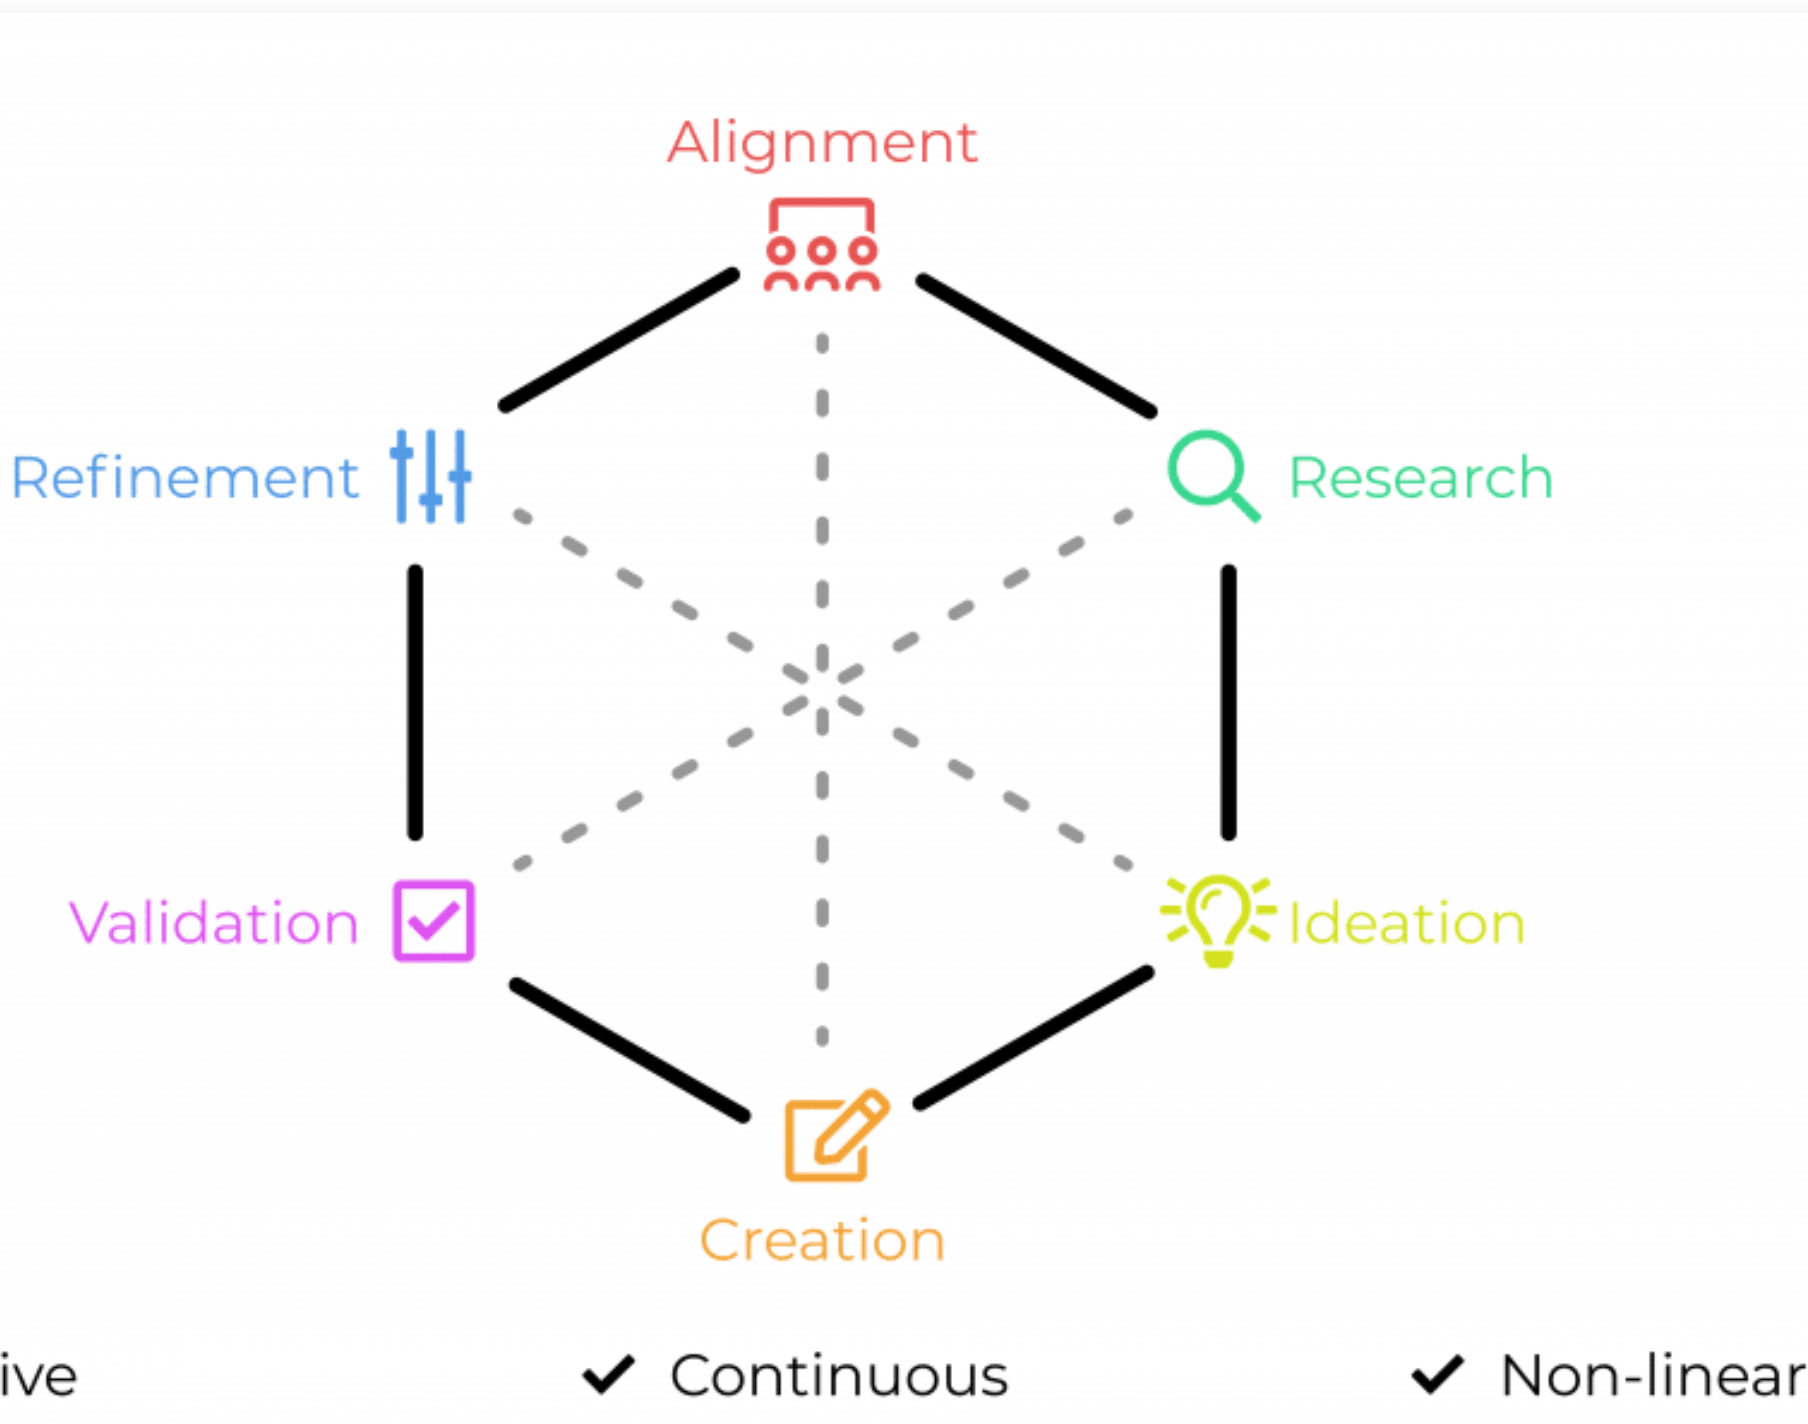 Alignment
Refinement
Research
Validation
Ideation
Creation
ive
Continuous
Non-linear